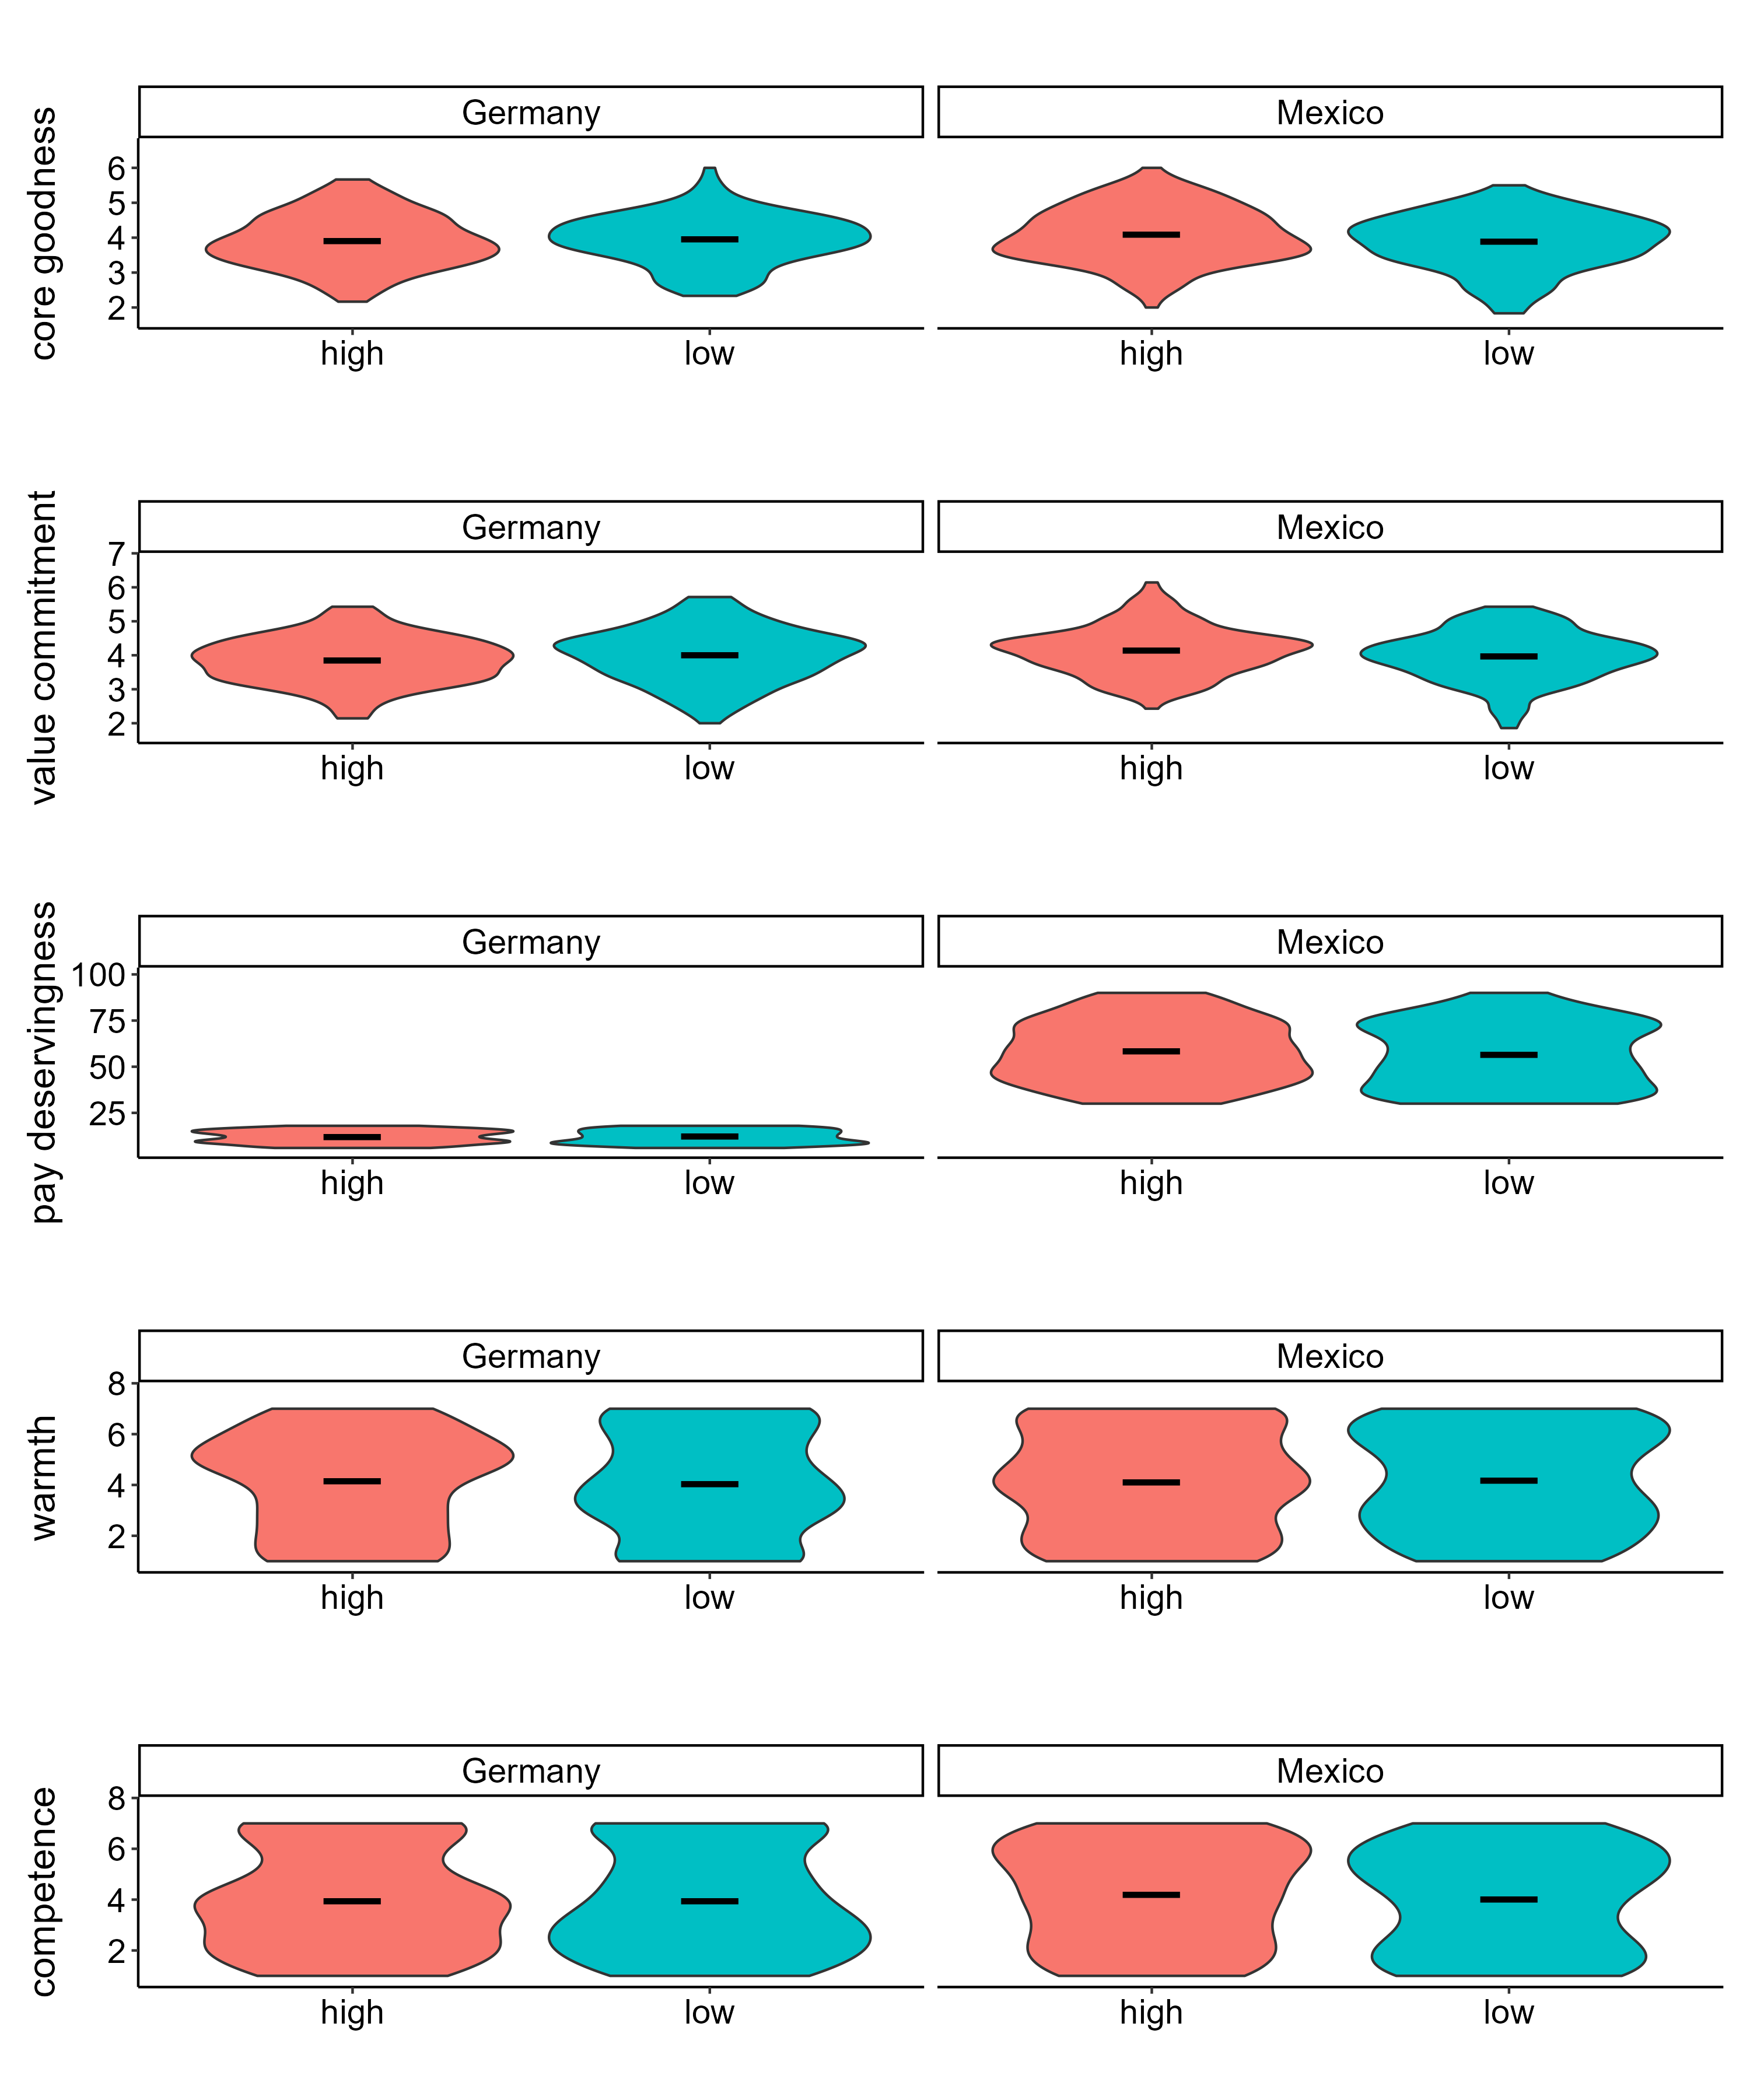 core goodness
Germany
Mexico
6
5
4
3
2
high
low
high
low
value commitment
Germany
Mexico
7
6
5
4
3
2
high
low
high
low
pay deservingness
Germany
Mexico
100
75
50
25
high
low
high
low
warmth
Germany
Mexico
8
6
4
2
high
low
high
low
competence
Germany
Mexico
8
6
4
2
high
low
high
low